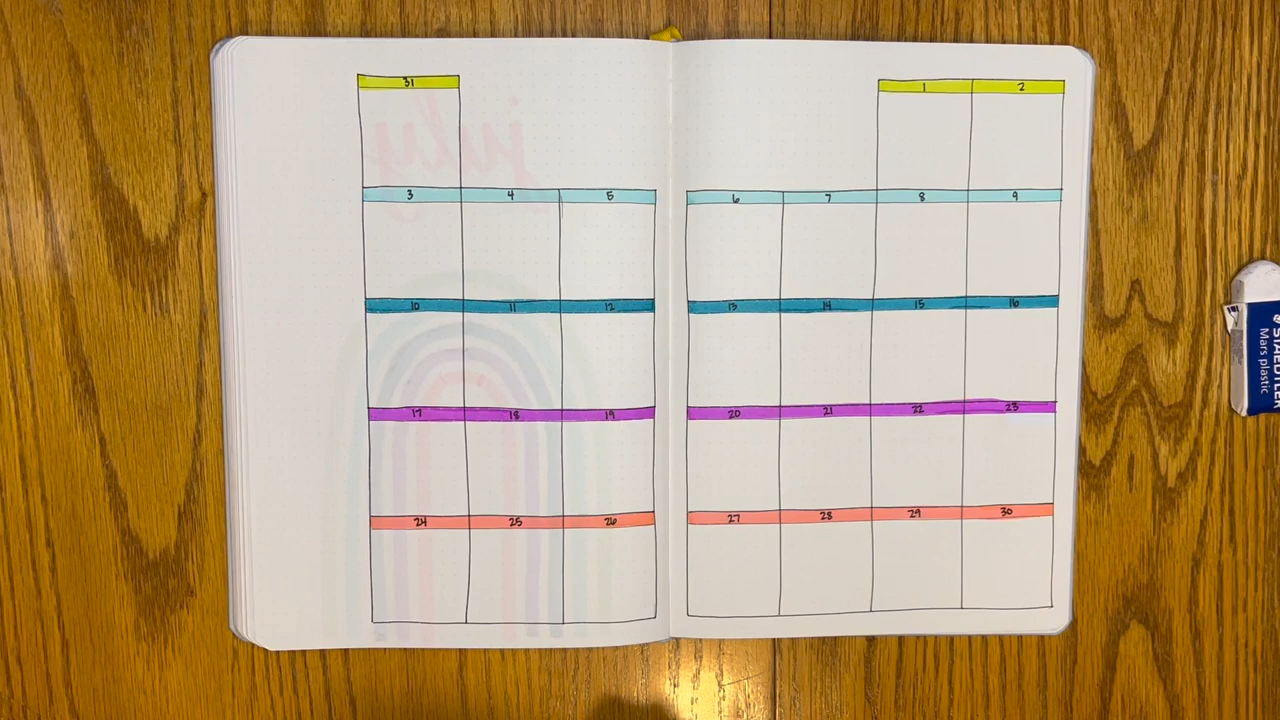 31 1 2
3 4 5 6 7 8 9
10 11 12 13 14 15 16
17 18 19 20 21 22 23
24 25 26 27 28 29 30
july
STAEDTLER
Mars plastic